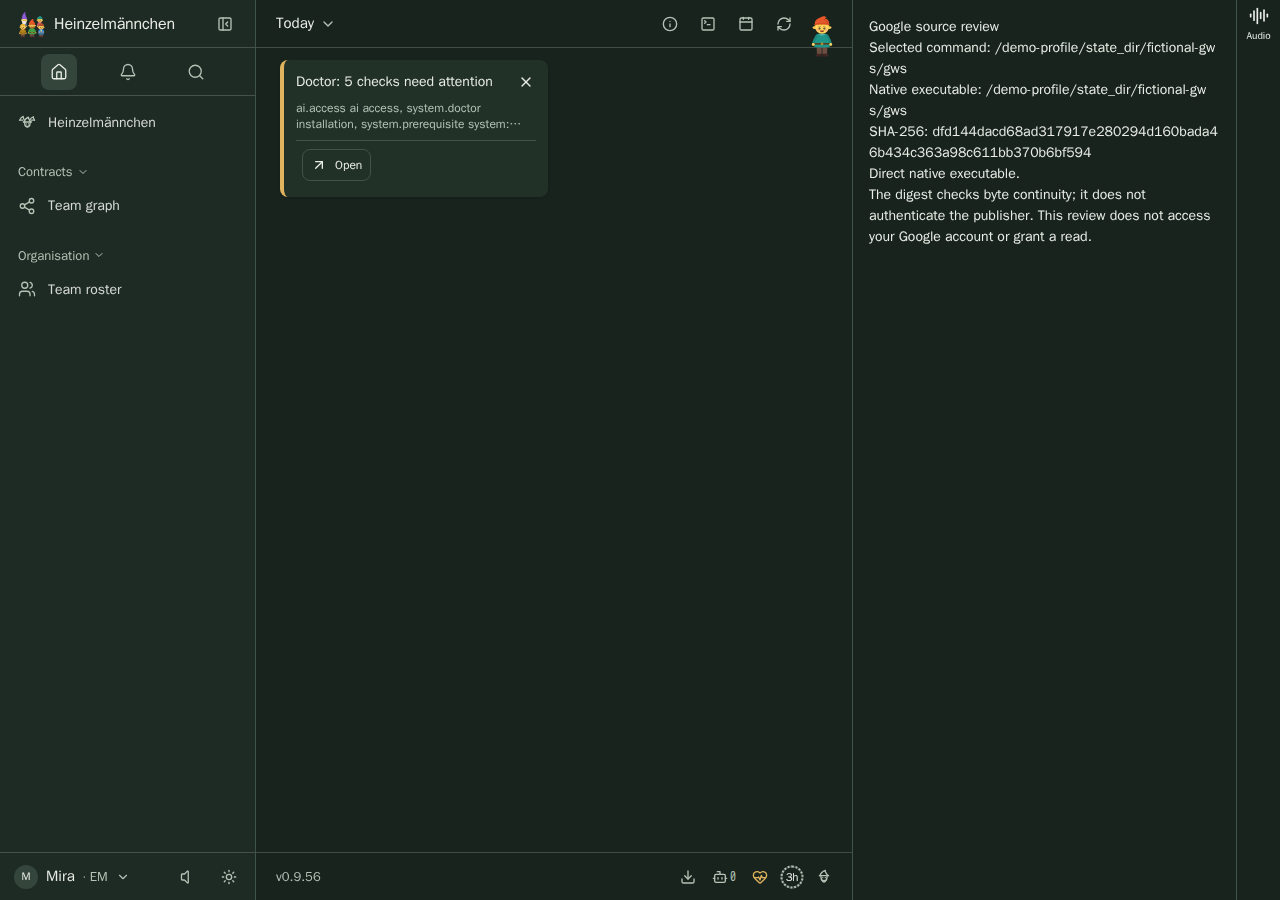 Heinzelmännchen
Heinzelmännchen
Contracts
Team graph
Organisation
Team roster
M Mira · EM
Today
Doctor: 5 checks need attention
ai.access ai access, system.doctor
installation, system.prerequisite system:···
Open
v0.9.56
0
3h
Google source review
Selected command: /demo-profile/state_dir/fictional-gw
s/gws
Native executable: /demo-profile/state_dir/fictional-gw
s/gws
SHA-256: dfd144dacd68ad317917e280294d160bada4
6b434c363a98c611bb370b6bf594
Direct native executable.
The digest checks byte continuity; it does not
authenticate the publisher. This review does not access
your Google account or grant a read.
Audio